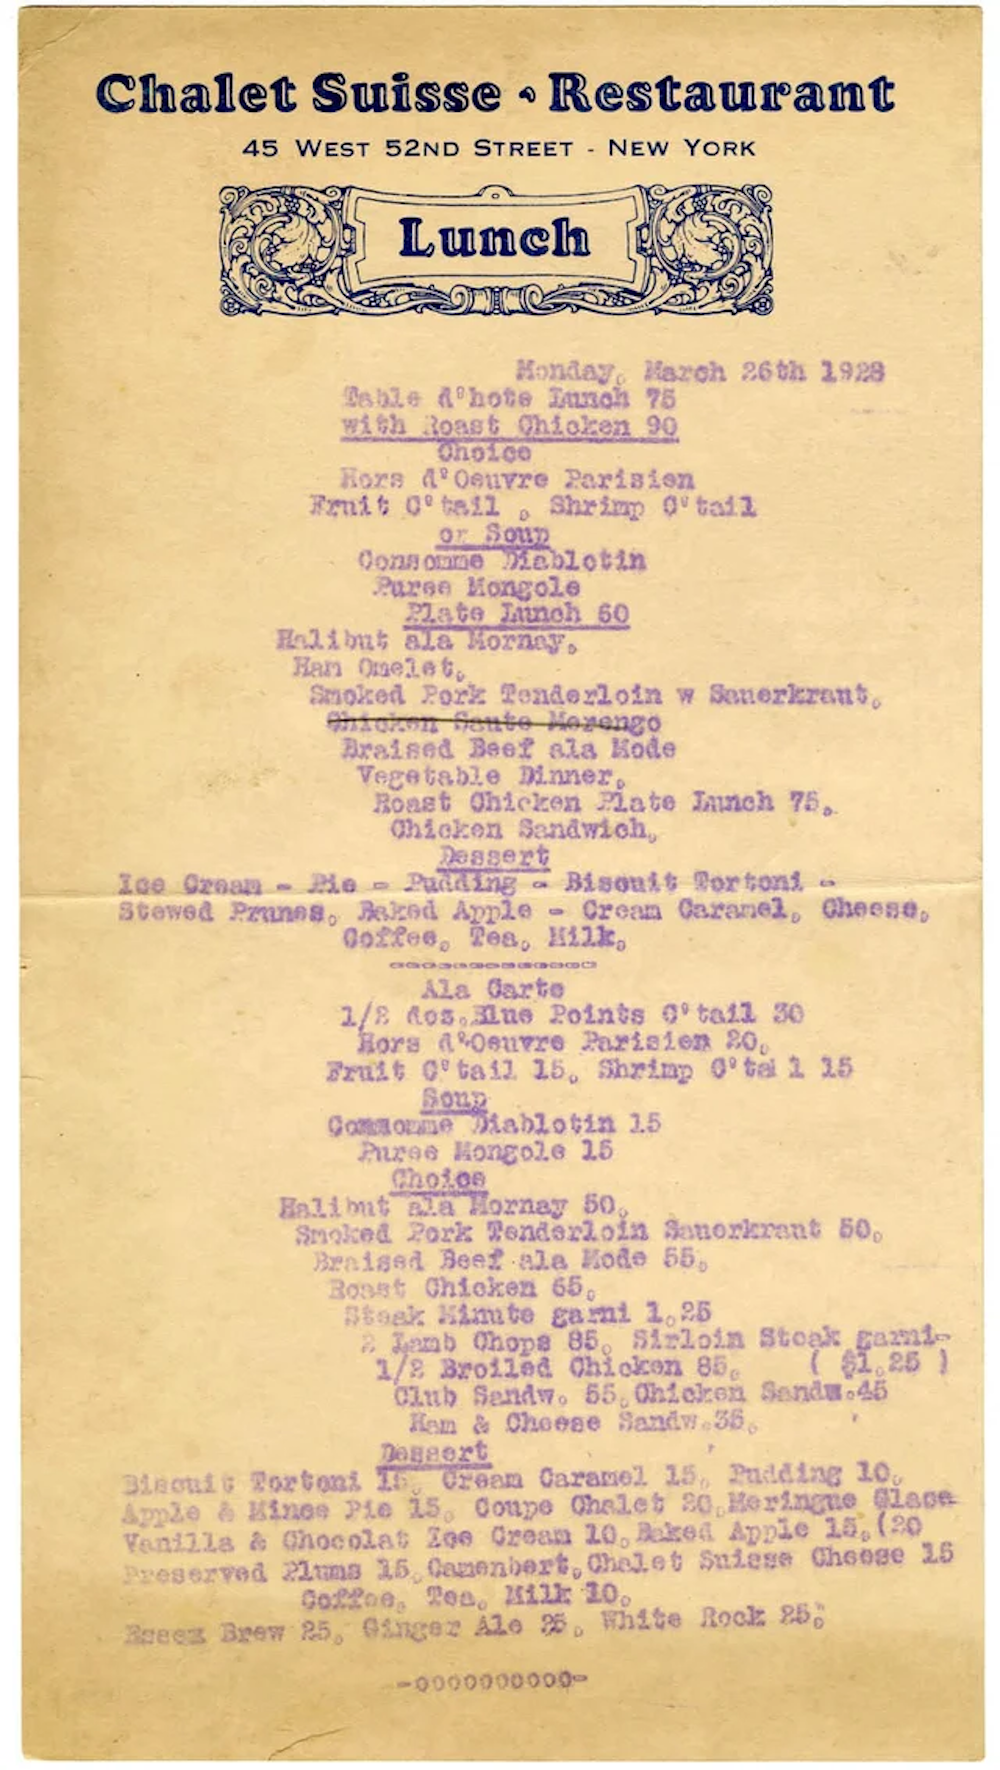 Chalet Suisse · Restaurant
45 West 52nd Street - New York
Lunch
Monday, March 26th 1928
Table d'hote Lunch 75
with Roast Chicken 90
Choice
Hors d'Oeuvre Parisien
Fruit C'tail , Shrimp C'tail
or Soup
Consomme Diablotin
Puree Mongole
Plate Lunch 60
Halibut ala Mornay,
Ham Omelet,
Smoked Pork Tenderloin w Sauerkraut,
Chicken Saute Merengo
Braised Beef ala Mode
Vegetable Dinner,
Roast Chicken Plate Lunch 75,
Chicken Sandwich,
Dessert
Ice Cream - Pie - Pudding - Biscuit Tortoni -
Stewed Prunes, Baked Apple - Cream Caramel, Cheese,
Coffee, Tea, Milk,
Ala Carte
1/2 doz.Blue Points C'tail 30
Hors d'Oeuvre Parisien 20,
Fruit C'tail 15, Shrimp C'tail 15
Soup
Consomme Diablotin 15
Puree Mongole 15
Choice
Halibut ala Mornay 50,
Smoked Pork Tenderloin Sauerkraut 50,
Braised Beef ala Mode 55,
Roast Chicken 65,
Steak Minute garni 1,25
2 Lamb Chops 85, Sirloin Steak garni-
1/2 Broiled Chicken 85, ( $1,25 )
Club Sandw. 55,Chicken Sandw.45
Ham & Cheese Sandw.35,
Dessert
Biscuit Tortoni 15, Cream Caramel 15, Pudding 10,
Apple & Mince Pie 15, Coupe Chalet 20,Meringue Glace
Vanilla & Chocolat Ice Cream 10,Baked Apple 15,(20
Preserved Plums 15,Camenbert,Chalet Suisse Cheese 15
Coffee, Tea, Milk 10,
Essex Brew 25, Ginger Ale 25, White Rock 25,
-0000000000-